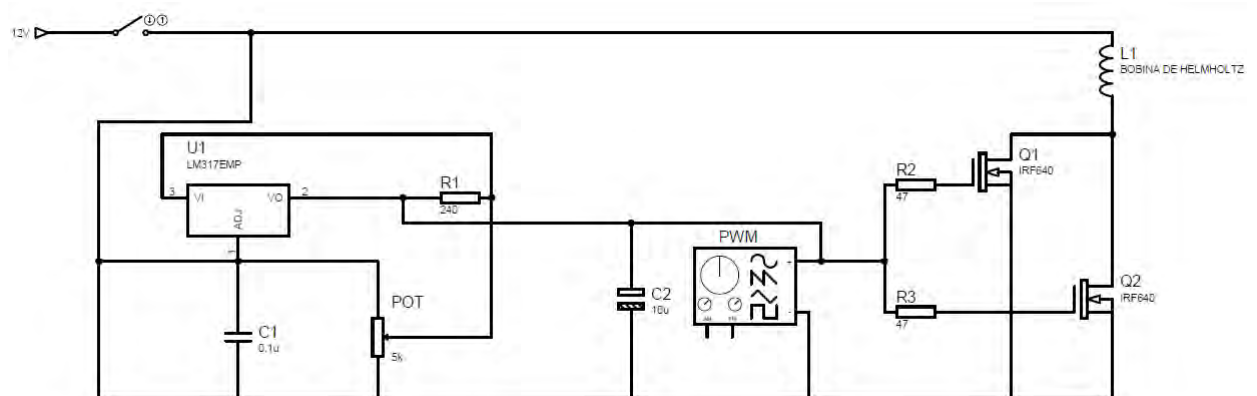 12V
L1
BOBINA DE HELMHOLTZ
U1
LM317EMP
3
VI
VO
2
ADJ
1
R1
240
PWM
R2
47
Q1
IRF640
C1
0.1u
POT
5k
C2
10u
R3
47
Q2
IRF640